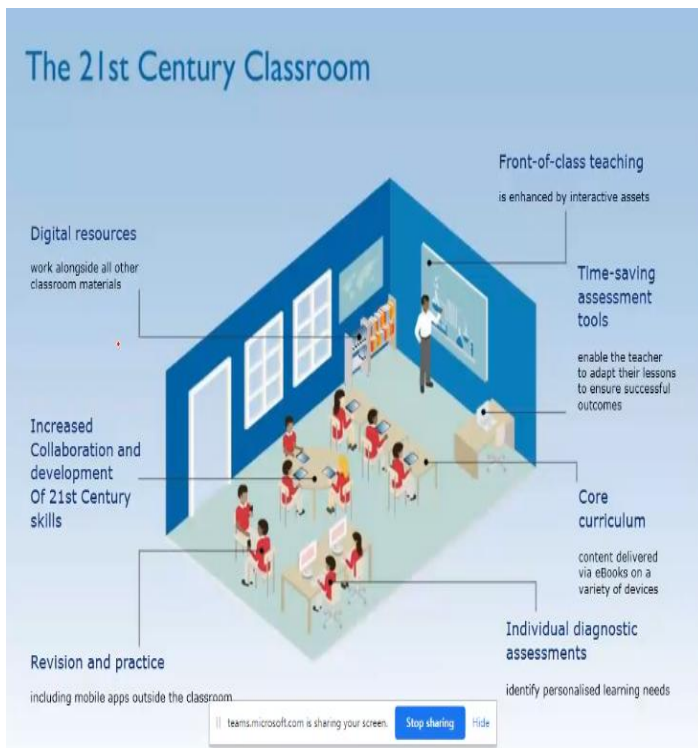 The 21st Century Classroom
Front-of-class teaching
is enhanced by interactive assets
Digital resources
work alongside all other
classroom materials
Time-saving
assessment
tools
enable the teacher
to adapt their lessons
to ensure successful
outcomes
Increased
Collaboration and
development
Of 21st Century
skills
Core
curriculum
content delivered
via eBooks on a
variety of devices
Individual diagnostic
assessments
identify personalised learning needs
Revision and practice
including mobile apps outside the classroom
teams.microsoft.com is sharing your screen.
Stop sharing
Hide